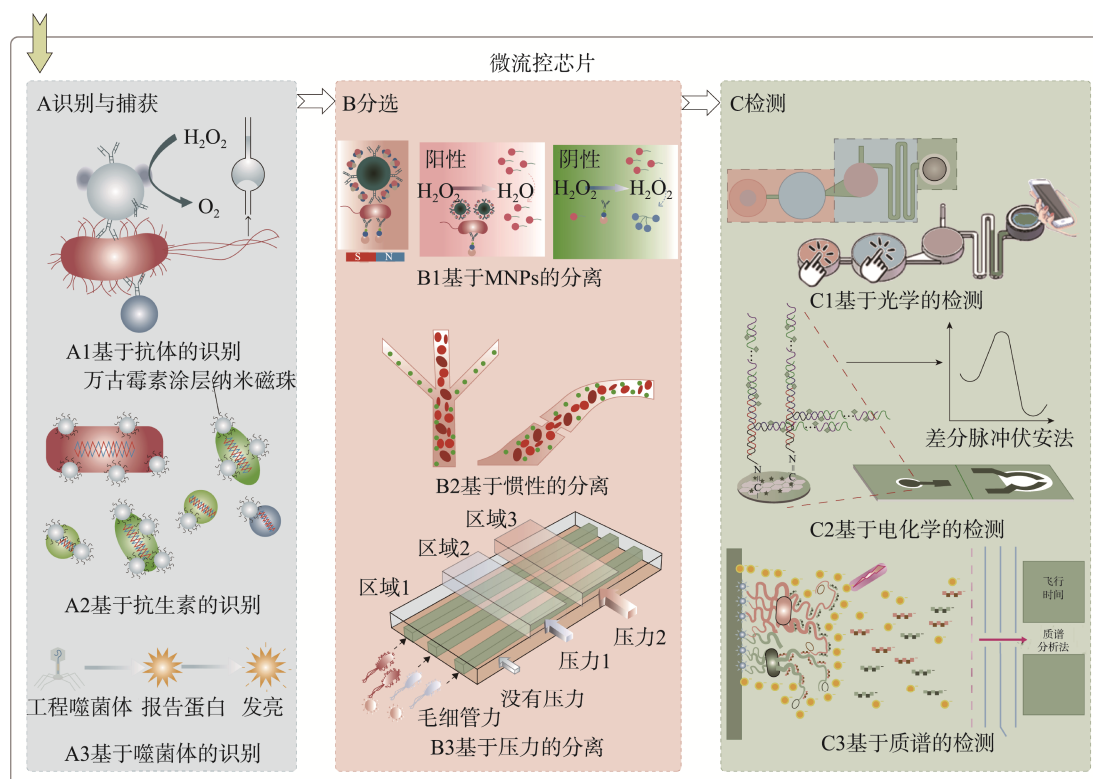 微流控芯片
A识别与捕获
H2O2
O2
A1基于抗体的识别
万古霉素涂层纳米磁珠
A2基于抗生素的识别
工程噬菌体
报告蛋白
发亮
A3基于噬菌体的识别
B分选
阳性
H2O2
H2O
阴性
H2O2
H2O2
S
N
B1基于MNPs的分离
B2基于惯性的分离
区域3
区域2
区域1
压力2
压力1
没有压力
毛细管力
B3基于压力的分离
C检测
C1基于光学的检测
差分脉冲伏安法
N
C
N
C
C2基于电化学的检测
飞行
时间
质谱
分析法
C3基于质谱的检测